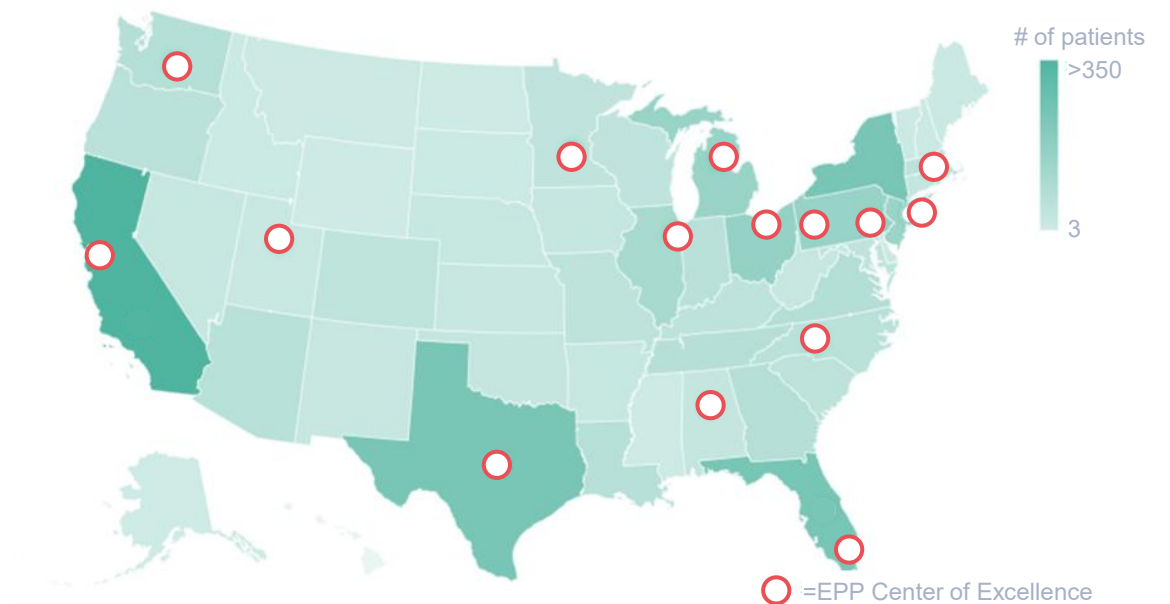 # of patients
>350
3
=EPP Center of Excellence